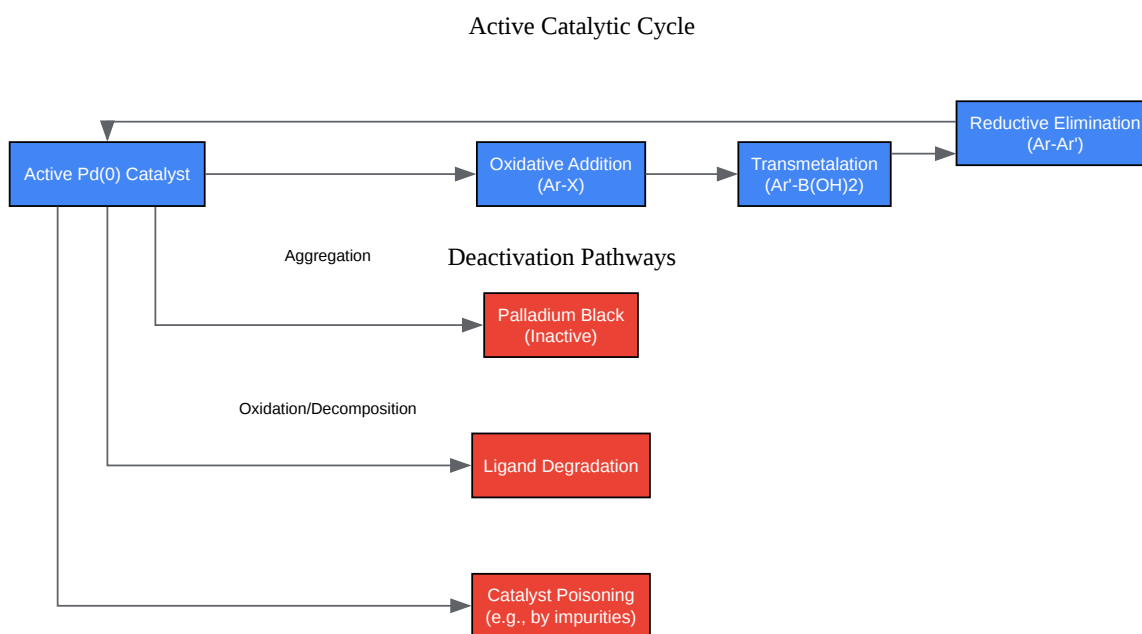 Active Catalytic Cycle
Reductive Elimination
(Ar-Ar')
Active Pd(0) Catalyst
Oxidative Addition
(Ar-X)
Transmetalation
(Ar'-B(OH)2)
Aggregation
Deactivation Pathways
Palladium Black
(Inactive)
Oxidation/Decomposition
Ligand Degradation
Catalyst Poisoning
(e.g., by impurities)